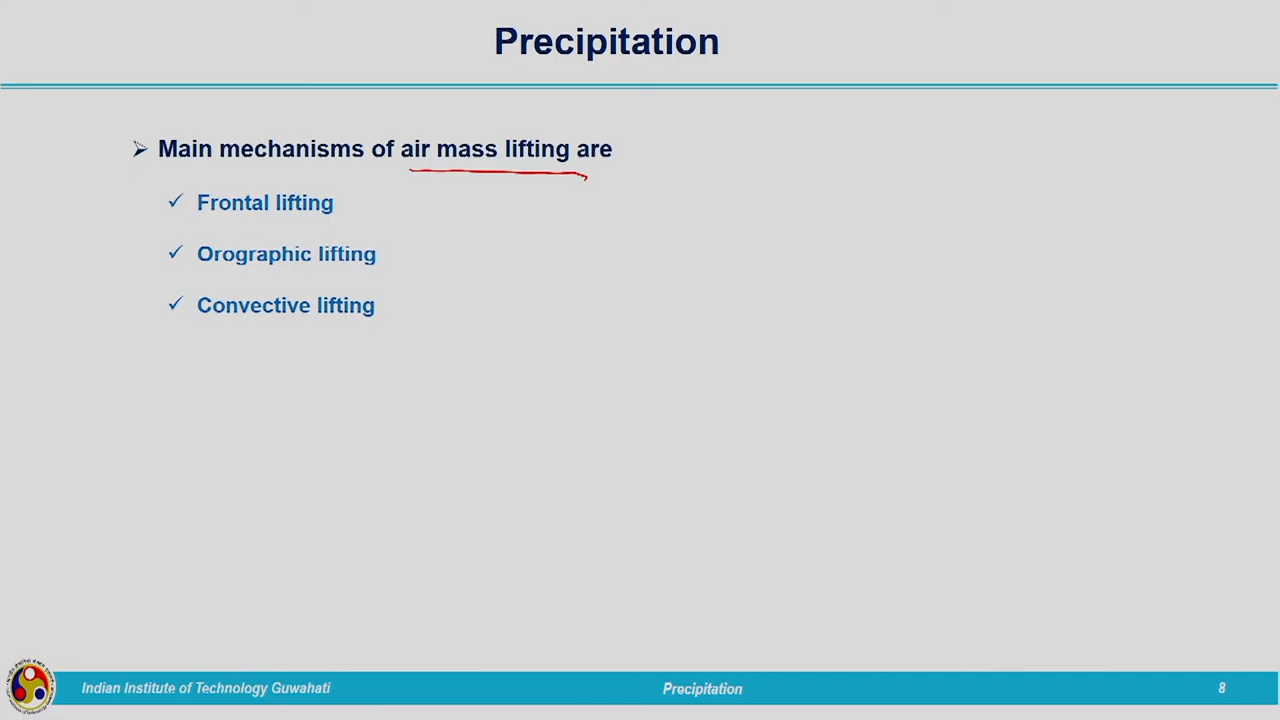 Precipitation
Main mechanisms of air mass lifting are
Frontal lifting
Orographic lifting
Convective lifting
Indian Institute of Technology Guwahati
Precipitation
8